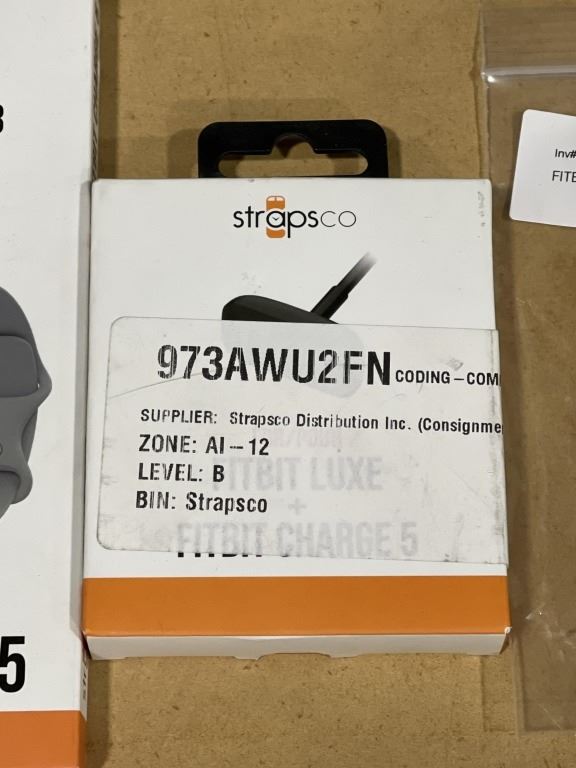 strapsco
973AWU2FN CODING-COM
SUPPLIER: Strapsco Distribution Inc. (Consignme
ZONE: AI-12
LEVEL: B
BIN: Strapsco
FITBIT LUXE
+
FITBIT CHARGE 5
5
Inv#
FITB